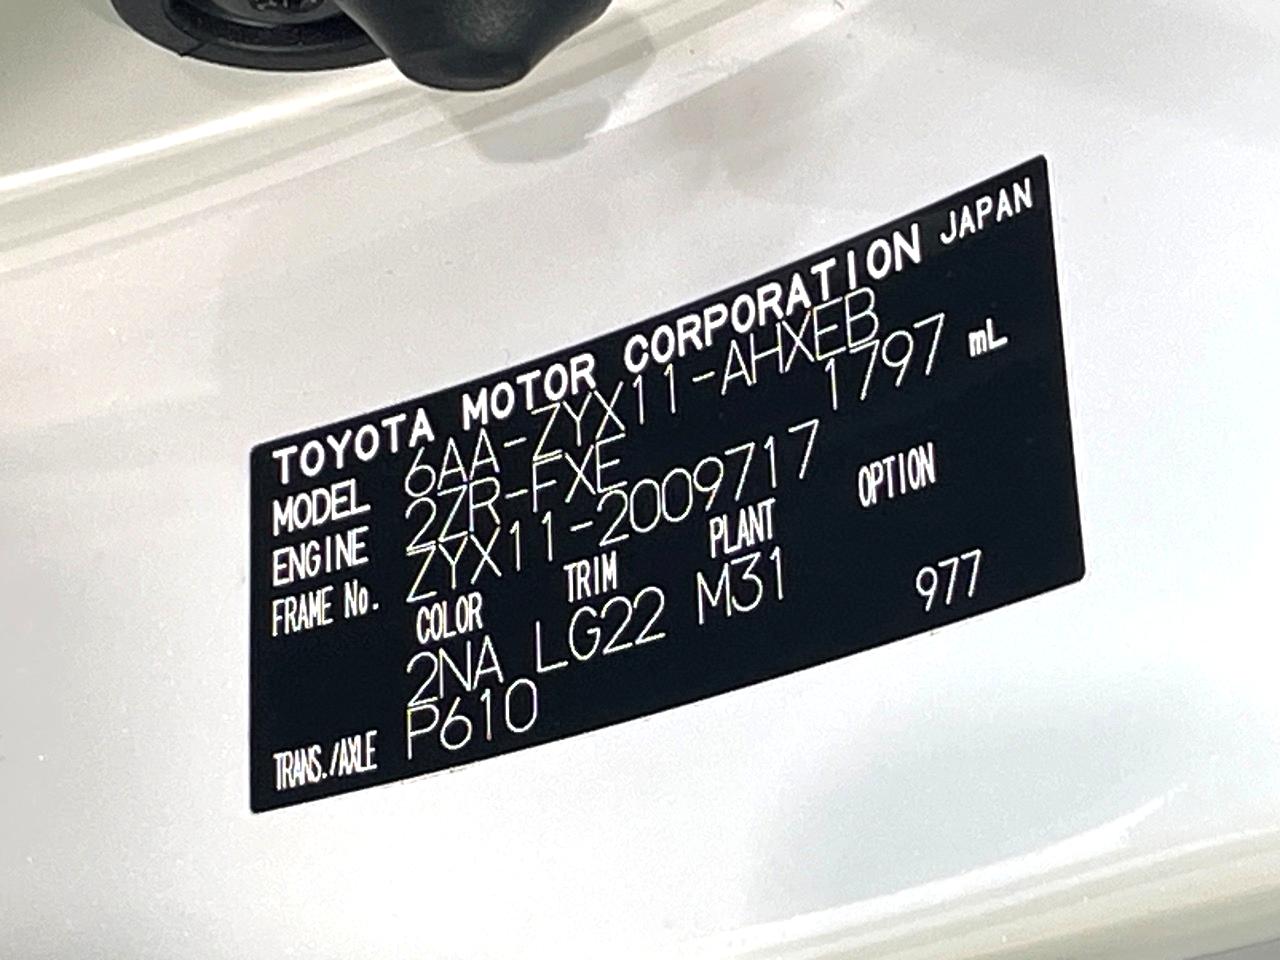 TOYOTA MOTOR CORPORATION JAPAN
MODEL 6AA-ZYX11-AHXEB
ENGINE 2ZR-FXE 1797 mL
FRAME No. ZYX11-2009717
COLOR TRIM PLANT OPTION
2NA LG22 M31 977
TRANS./AXLE P610